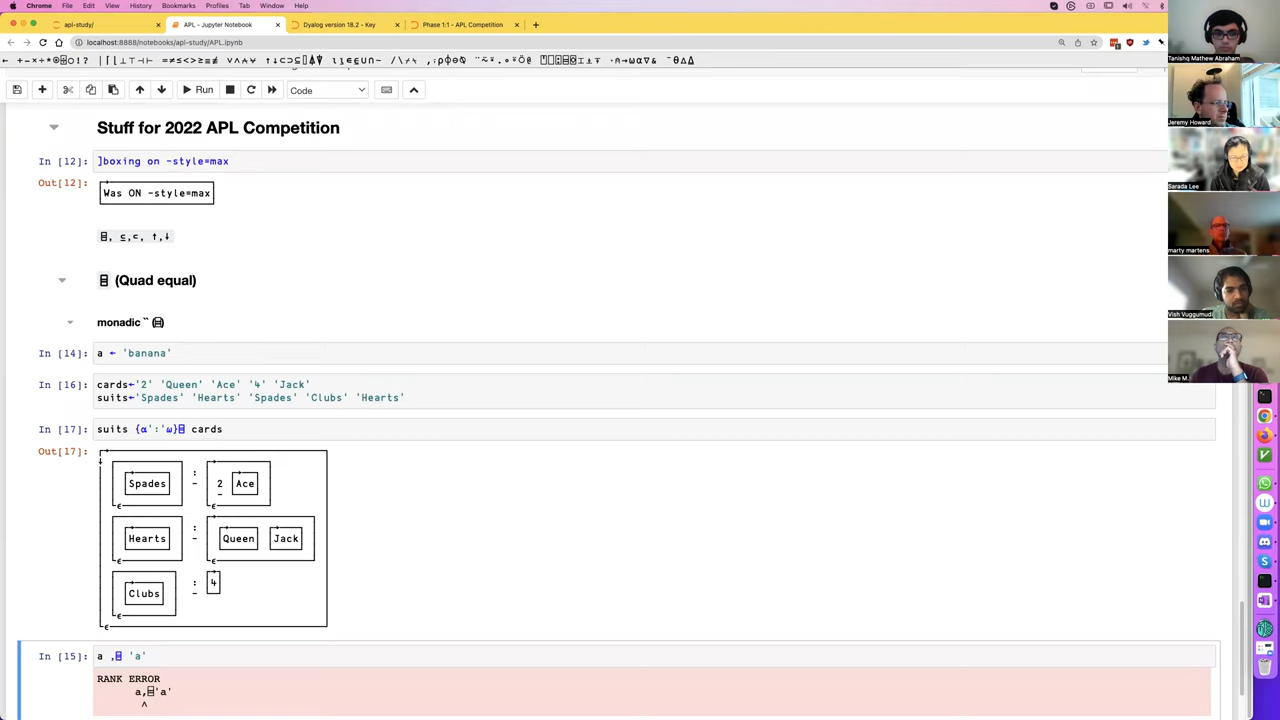 Chrome File Edit View History Bookmarks Profiles Tab Window Help
apl-study/
APL - Jupyter Notebook
Dyalog version 18.2 - Key
Phase 1:1 - APL Competition
localhost:8888/notebooks/apl-study/APL.ipynb
Run
Code
Stuff for 2022 APL Competition
In [12]: ]boxing on -style=max
Out[12]: Was ON -style=max
⌸, ⊆,⊂, ↑,↓
⌸ (Quad equal)
monadic `` (⌸)
In [14]: a ← 'banana'
In [16]: cards←'2' 'Queen' 'Ace' '4' 'Jack'
suits←'Spades' 'Hearts' 'Spades' 'Clubs' 'Hearts'
In [17]: suits {⍺':'⍵}⌸ cards
Out[17]:
Spades : 2 Ace
Hearts : Queen Jack
Clubs : 4
In [15]: a ,⌸ 'a'
RANK ERROR
a,⌸'a'
^
Tanishq Mathew Abraham
Jeremy Howard
Sarada Lee
marty martens
Vish Vuggumudi
Mike M.